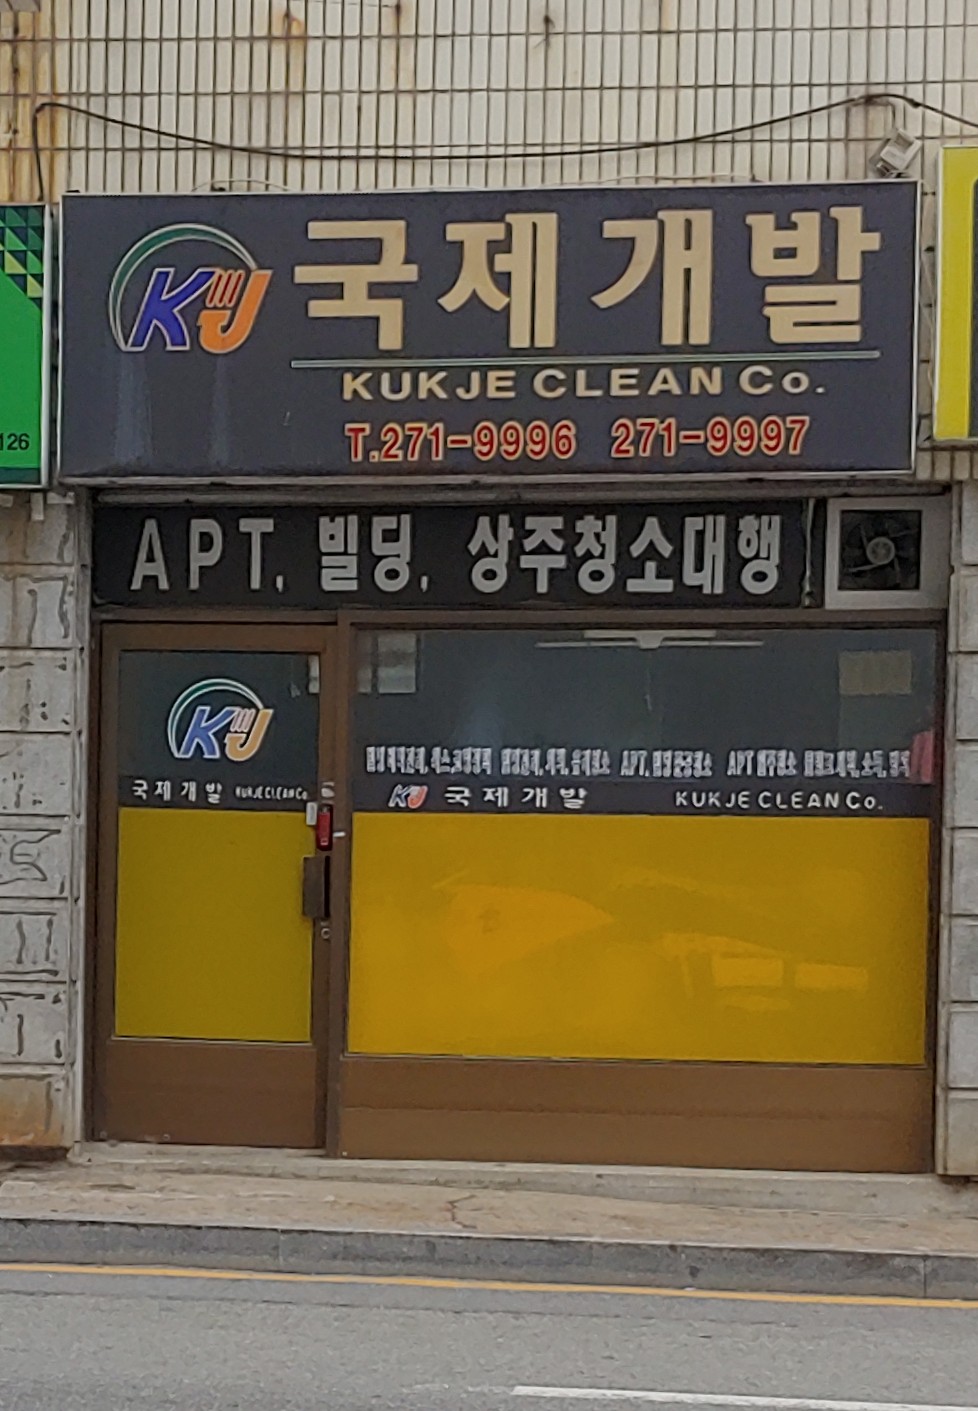 KJ 국제개발
KUKJE CLEAN Co.
T.271-9996 271-9997
126
APT, 빌딩, 상주청소대행
KJ
국제개발 KUKJE CLEAN Co.
APT,
APT
KJ 국제개발 KUKJE CLEAN Co.